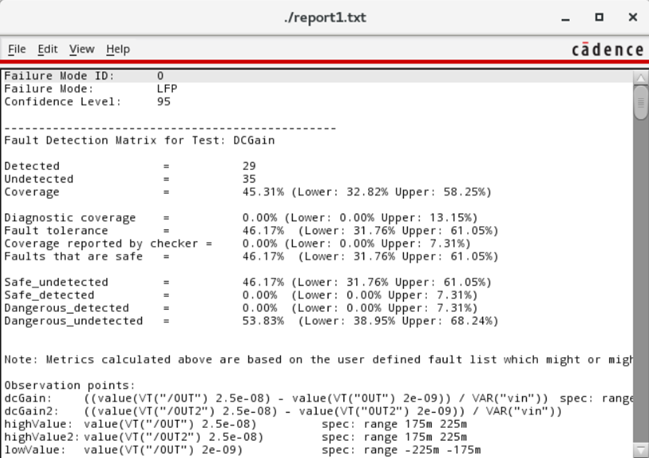 ./report1.txt
File Edit View Help
cādence
Failure Mode ID: 0
Failure Mode: LFP
Confidence Level: 95
------------------------------------------------
Fault Detection Matrix for Test: DCGain
Detected = 29
Undetected = 35
Coverage = 45.31% (Lower: 32.82% Upper: 58.25%)
Diagnostic coverage = 0.00% (Lower: 0.00% Upper: 13.15%)
Fault tolerance = 46.17% (Lower: 31.76% Upper: 61.05%)
Coverage reported by checker = 0.00% (Lower: 0.00% Upper: 7.31%)
Faults that are safe = 46.17% (Lower: 31.76% Upper: 61.05%)
Safe_undetected = 46.17% (Lower: 31.76% Upper: 61.05%)
Safe_detected = 0.00% (Lower: 0.00% Upper: 7.31%)
Dangerous_detected = 0.00% (Lower: 0.00% Upper: 7.31%)
Dangerous_undetected = 53.83% (Lower: 38.95% Upper: 68.24%)
Note: Metrics calculated above are based on the user defined fault list which might or migh
Observation points:
dcGain: ((value(VT("/OUT") 2.5e-08) - value(VT("OUT") 2e-09)) / VAR("vin")) spec: range
dcGain2: ((value(VT("/OUT2") 2.5e-08) - value(VT("OUT2") 2e-09)) / VAR("vin"))
highValue: value(VT("/OUT") 2.5e-08) spec: range 175m 225m
highValue2: value(VT("/OUT2") 2.5e-08) spec: range 175m 225m
lowValue: value(VT("/OUT") 2e-09) spec: range -225m -175m